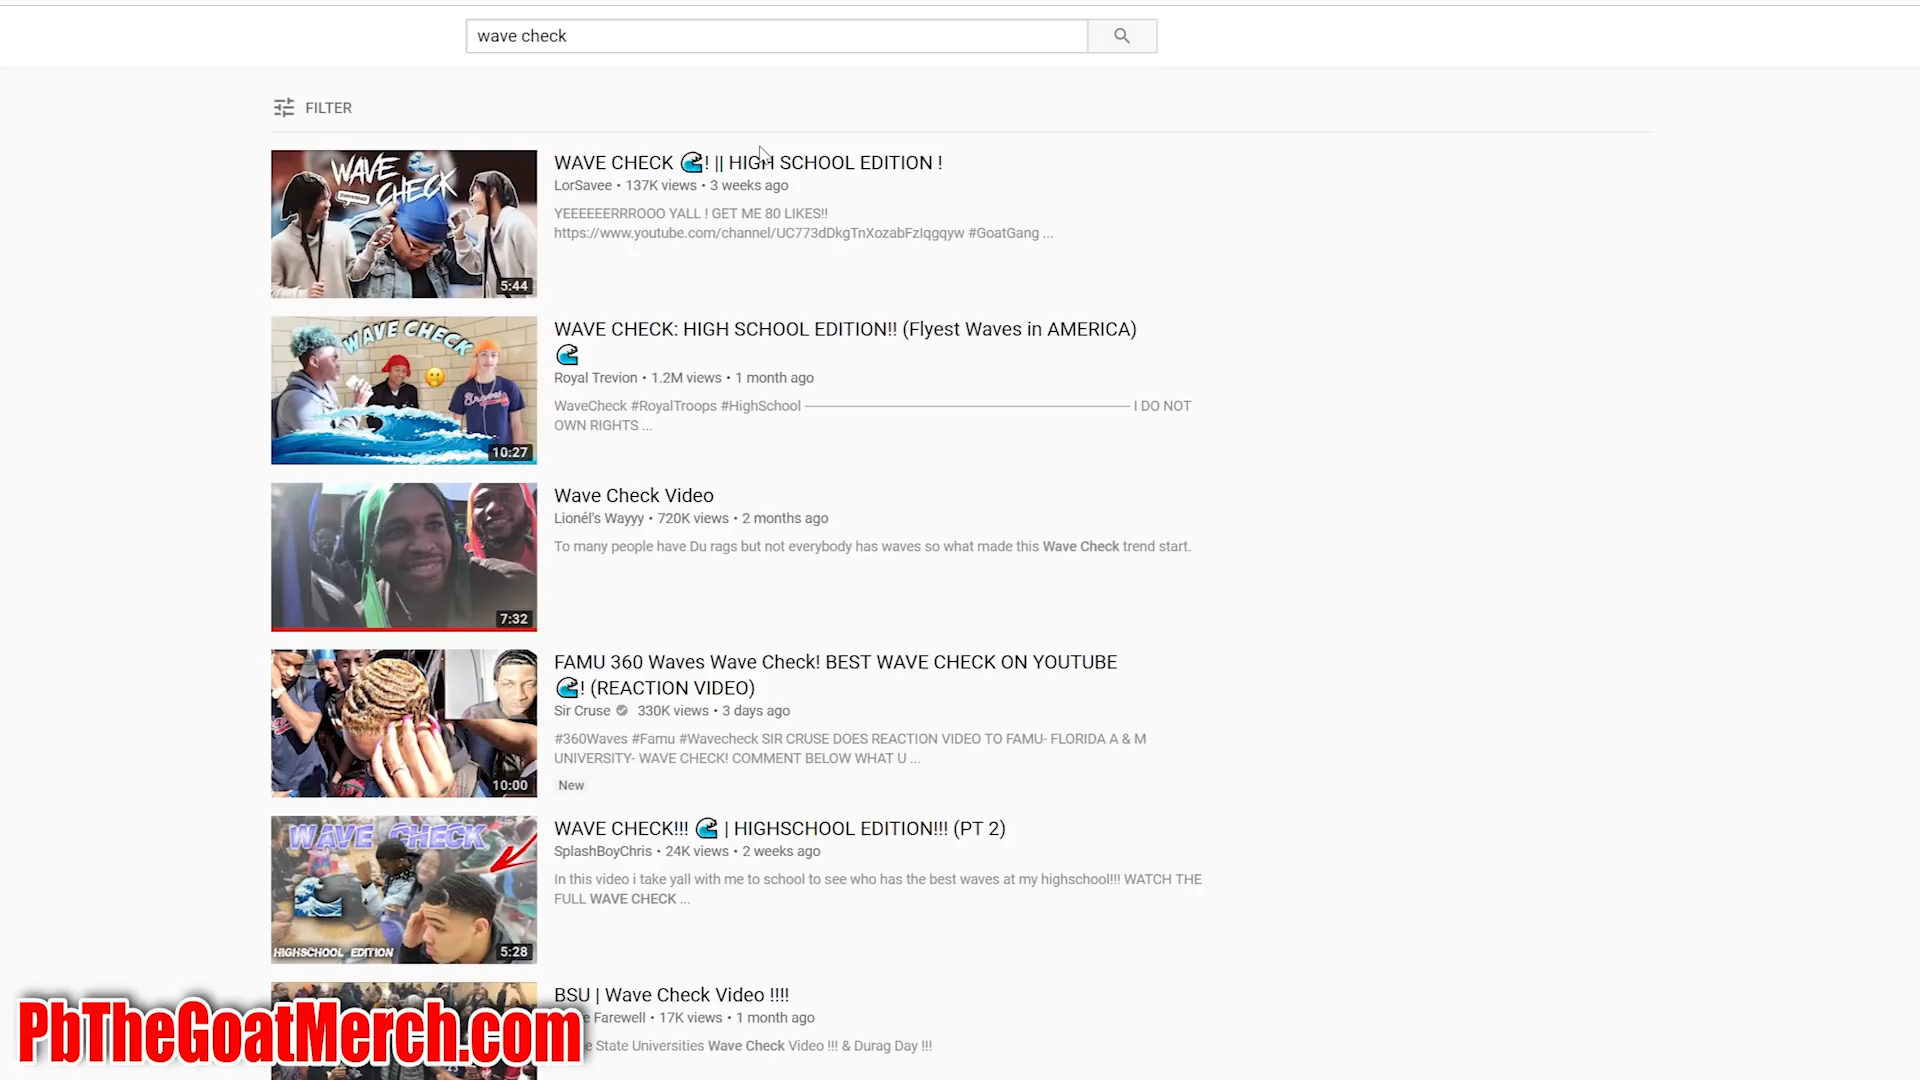 wave check
FILTER
WAVE CHECK
5:44
WAVE CHECK 🌊! || HIGH SCHOOL EDITION !
LorSavee • 137K views • 3 weeks ago
YEEEEEERRROOO YALL ! GET ME 80 LIKES!!
https://www.youtube.com/channel/UC773dDkgTnXozabFzIqgqyw #GoatGang ...
WAVE CHECK
Braves
10:27
WAVE CHECK: HIGH SCHOOL EDITION!! (Flyest Waves in AMERICA)
🌊
Royal Trevion • 1.2M views • 1 month ago
WaveCheck #RoyalTroops #HighSchool —————————————————————— I DO NOT
OWN RIGHTS ...
7:32
Wave Check Video
Lionél's Wayyy • 720K views • 2 months ago
To many people have Du rags but not everybody has waves so what made this Wave Check trend start.
10:00
FAMU 360 Waves Wave Check! BEST WAVE CHECK ON YOUTUBE
🌊! (REACTION VIDEO)
Sir Cruse 330K views • 3 days ago
#360Waves #Famu #Wavecheck SIR CRUSE DOES REACTION VIDEO TO FAMU- FLORIDA A & M
UNIVERSITY- WAVE CHECK! COMMENT BELOW WHAT U ...
New
WAVE CHECK
HIGHSCHOOL EDITION
5:28
WAVE CHECK!!! 🌊 | HIGHSCHOOL EDITION!!! (PT 2)
SplashBoyChris • 24K views • 2 weeks ago
In this video i take yall with me to school to see who has the best waves at my highschool!!! WATCH THE
FULL WAVE CHECK ...
BSU | Wave Check Video !!!!
Farewell • 17K views • 1 month ago
State Universities Wave Check Video !!! & Durag Day !!!
PbTheGoatMerch.com